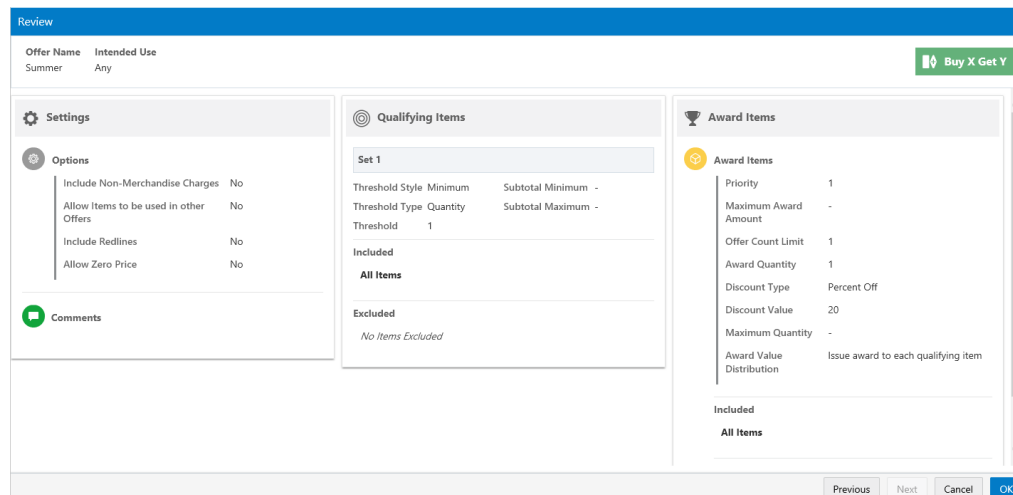 Review
Offer Name Intended Use
Summer Any
Buy X Get Y
Settings
Options
Include Non-Merchandise Charges No
Allow Items to be used in other No
Offers
Include Redlines No
Allow Zero Price No
Comments
Qualifying Items
Set 1
Threshold Style Minimum Subtotal Minimum -
Threshold Type Quantity Subtotal Maximum -
Threshold 1
Included
All Items
Excluded
No Items Excluded
Award Items
Award Items
Priority 1
Maximum Award -
Amount
Offer Count Limit 1
Award Quantity 1
Discount Type Percent Off
Discount Value 20
Maximum Quantity -
Award Value Issue award to each qualifying item
Distribution
Included
All Items
Previous Next Cancel OK